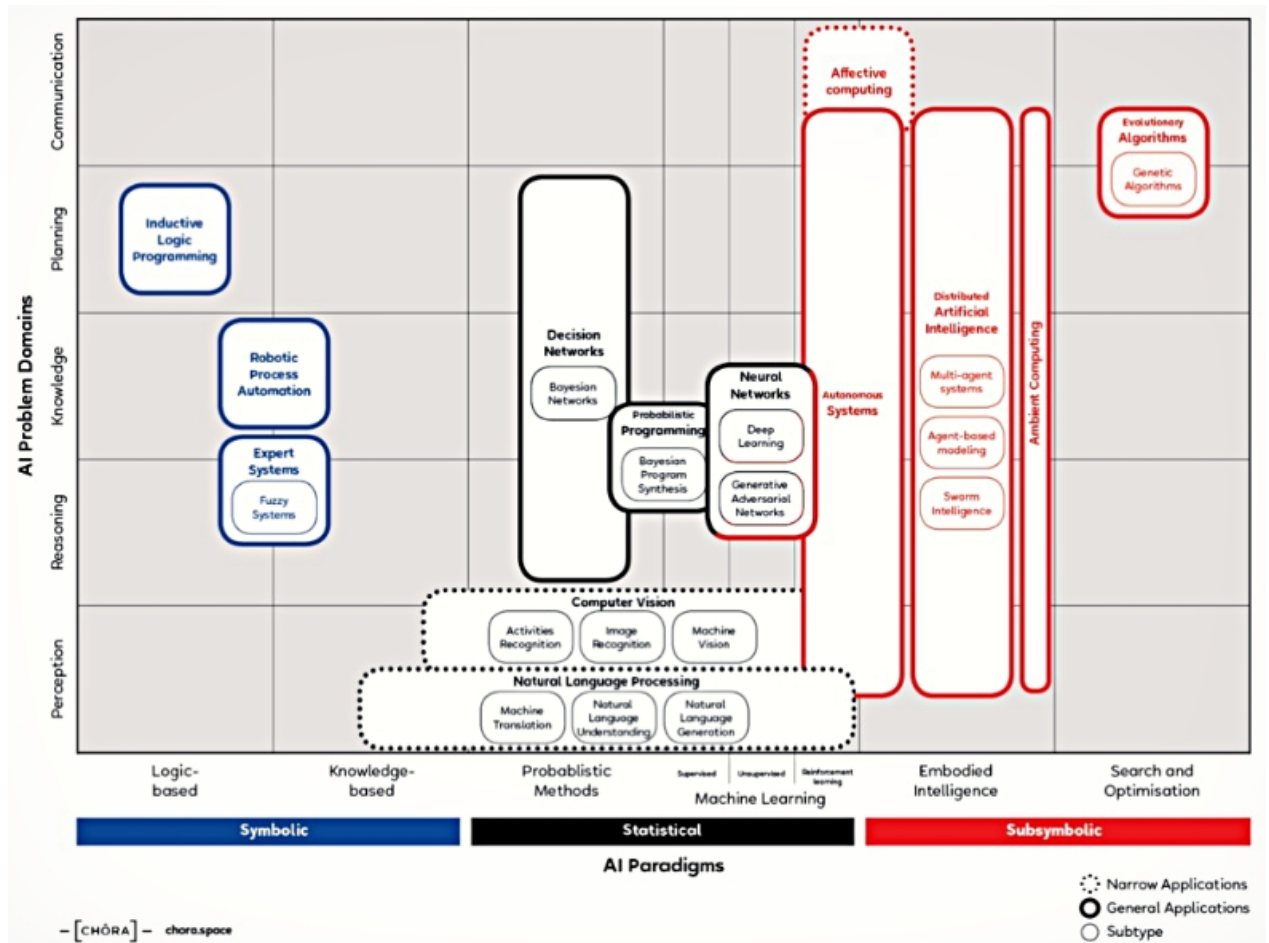 AI Problem Domains
Communication
Planning
Knowledge
Reasoning
Perception
Affective
computing
Evolutionary
Algorithms
Genetic
Algorithms
Inductive
Logic
Programming
Robotic
Process
Automation
Expert
Systems
Fuzzy
Systems
Decision
Networks
Bayesian
Networks
Probabilistic
Programming
Bayesian
Program
Synthesis
Neural
Networks
Deep
Learning
Generative
Adversarial
Networks
Autonomous
Systems
Distributed
Artificial
Intelligence
Multi-agent
systems
Agent-based
modeling
Swarm
Intelligence
Ambient Computing
Computer Vision
Activities
Recognition
Image
Recognition
Machine
Vision
Natural Language Processing
Machine
Translation
Natural
Language
Understanding
Natural
Language
Generation
Logic-
based
Knowledge-
based
Probablistic
Methods
Supervised
Unsupervised
Reinforcement
learning
Machine Learning
Embodied
Intelligence
Search and
Optimisation
Symbolic
Statistical
Subsymbolic
AI Paradigms
Narrow Applications
General Applications
Subtype
–[CHÔRA]– chora.space